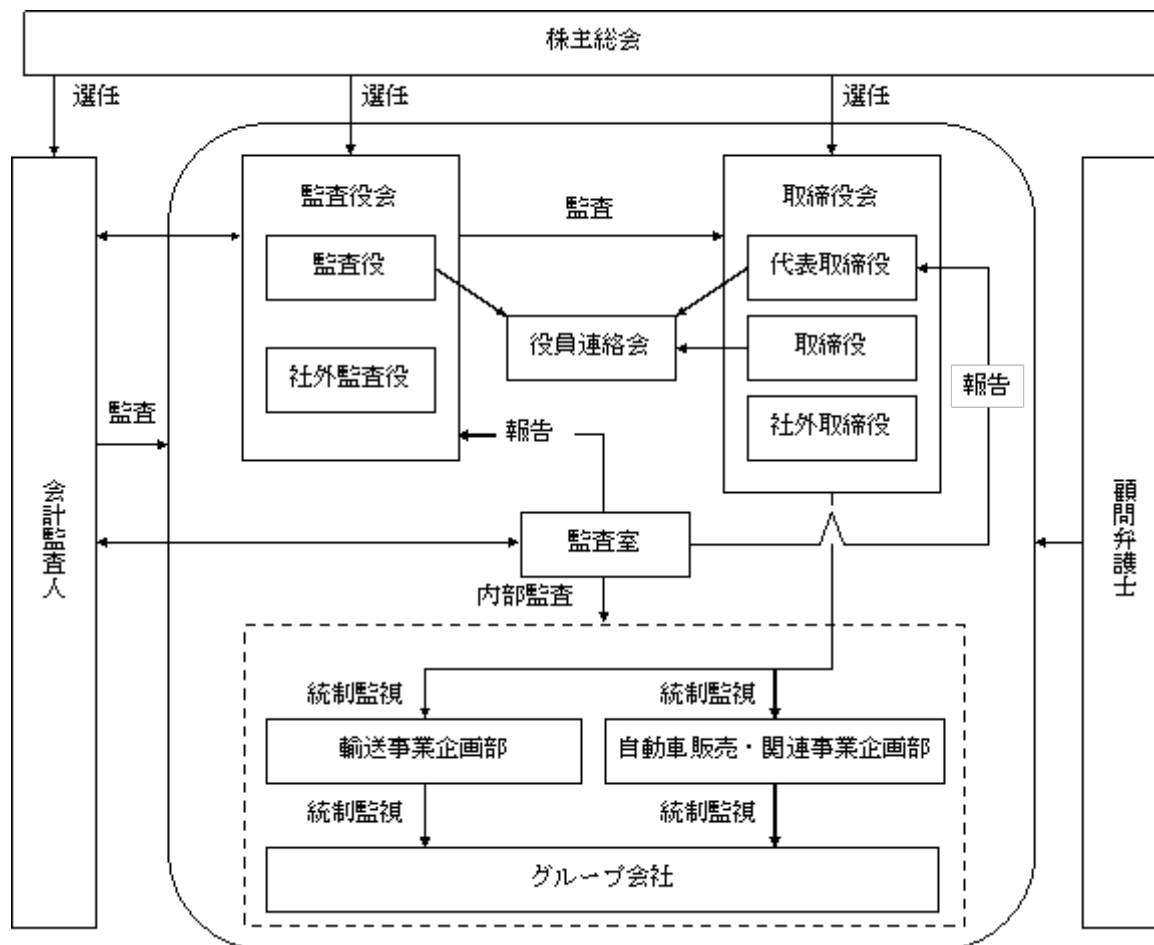 株主総会
選任
選任
選任
監査役会
監査
取締役会
監査役
代表取締役
役員連絡会
取締役
社外監査役
報告
社外取締役
監査
報告
会計監査人
顧問弁護士
監査室
内部監査
統制監視
統制監視
輸送事業企画部
自動車販売・関連事業企画部
統制監視
統制監視
グループ会社